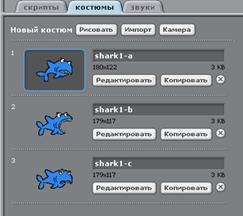 скрипты костюмы звуки
Новый костюм Рисовать Импорт Камера
1
shark1-a
180x122 3 KB
Редактировать Копировать
2
shark1-b
179x117 3 KB
Редактировать Копировать
3
shark1-c
179x117 3 KB
Редактировать Копировать